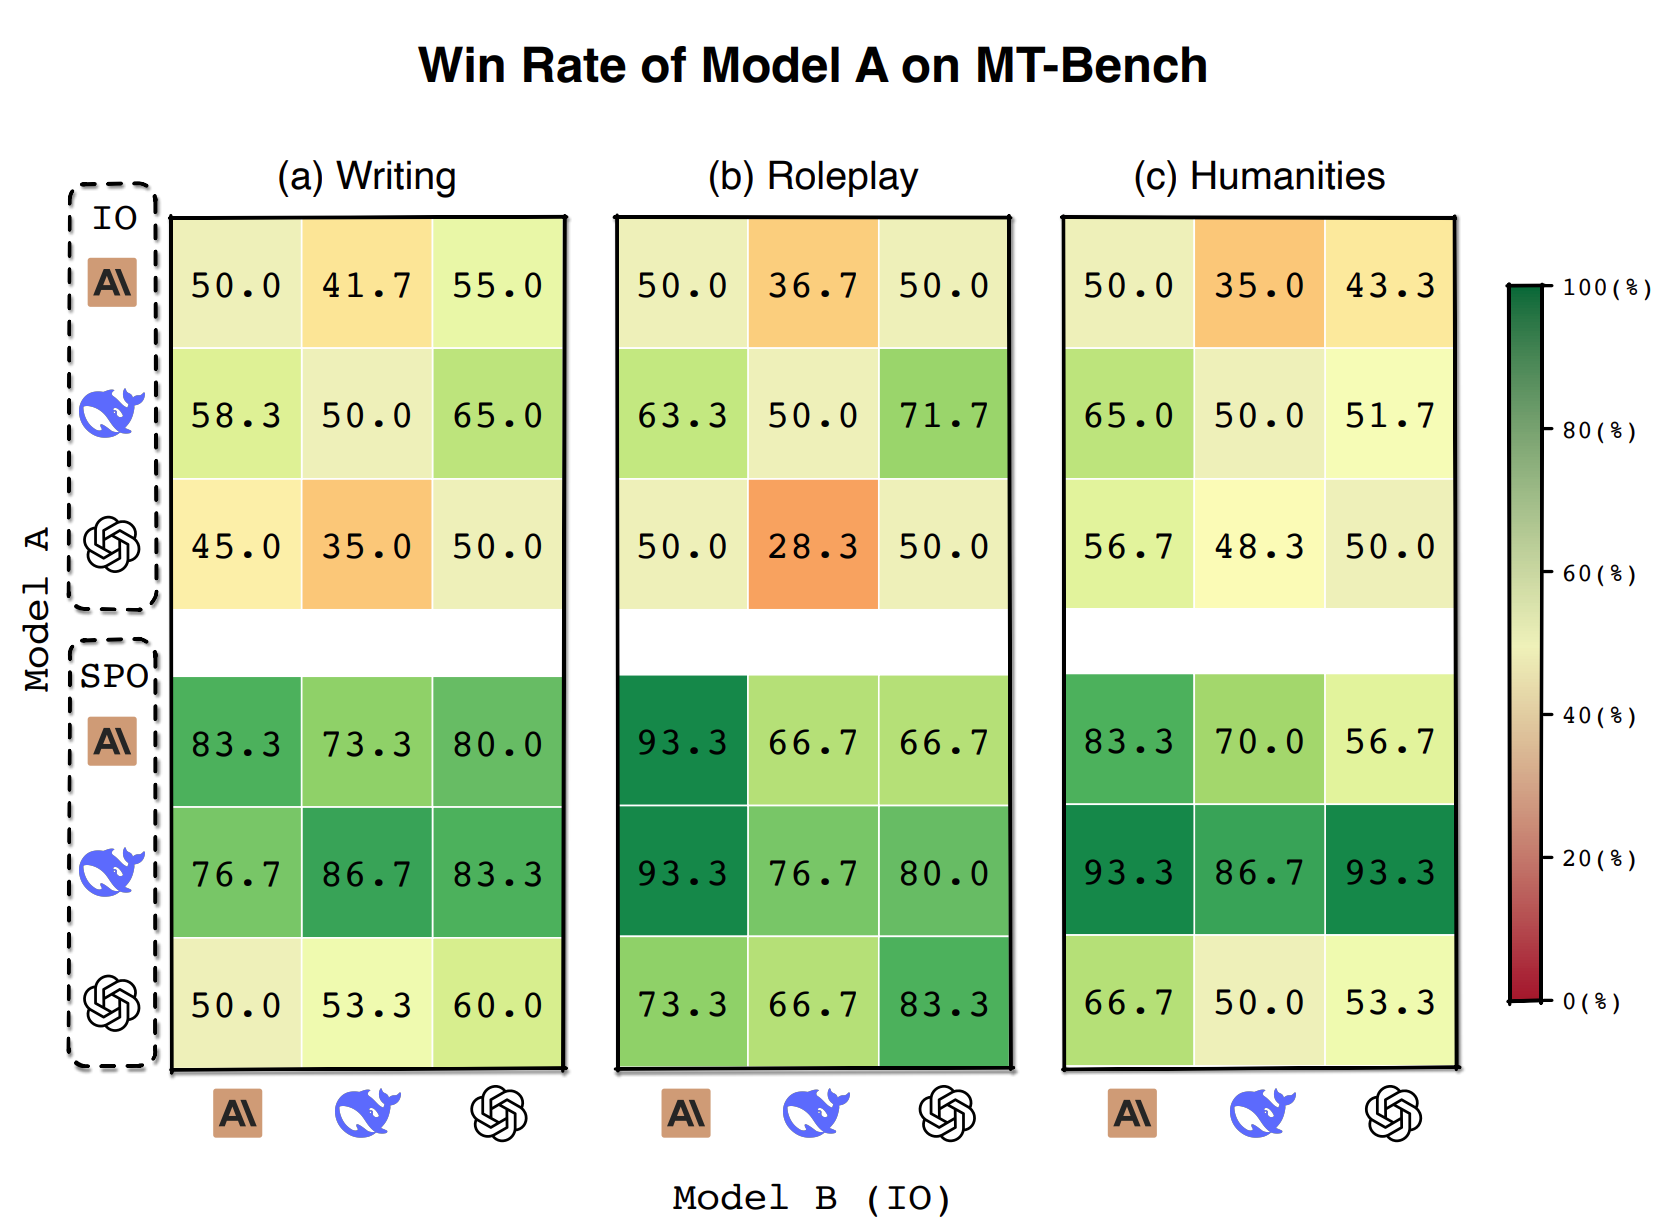 Win Rate of Model A on MT-Bench
(a) Writing
(b) Roleplay
(c) Humanities
Model A
IO
50.0 41.7 55.0
58.3 50.0 65.0
45.0 35.0 50.0
50.0 36.7 50.0
63.3 50.0 71.7
50.0 28.3 50.0
50.0 35.0 43.3
65.0 50.0 51.7
56.7 48.3 50.0
SPO
83.3 73.3 80.0
76.7 86.7 83.3
50.0 53.3 60.0
93.3 66.7 66.7
93.3 76.7 80.0
73.3 66.7 83.3
83.3 70.0 56.7
93.3 86.7 93.3
66.7 50.0 53.3
100(%)
80(%)
60(%)
40(%)
20(%)
0(%)
Model B (IO)